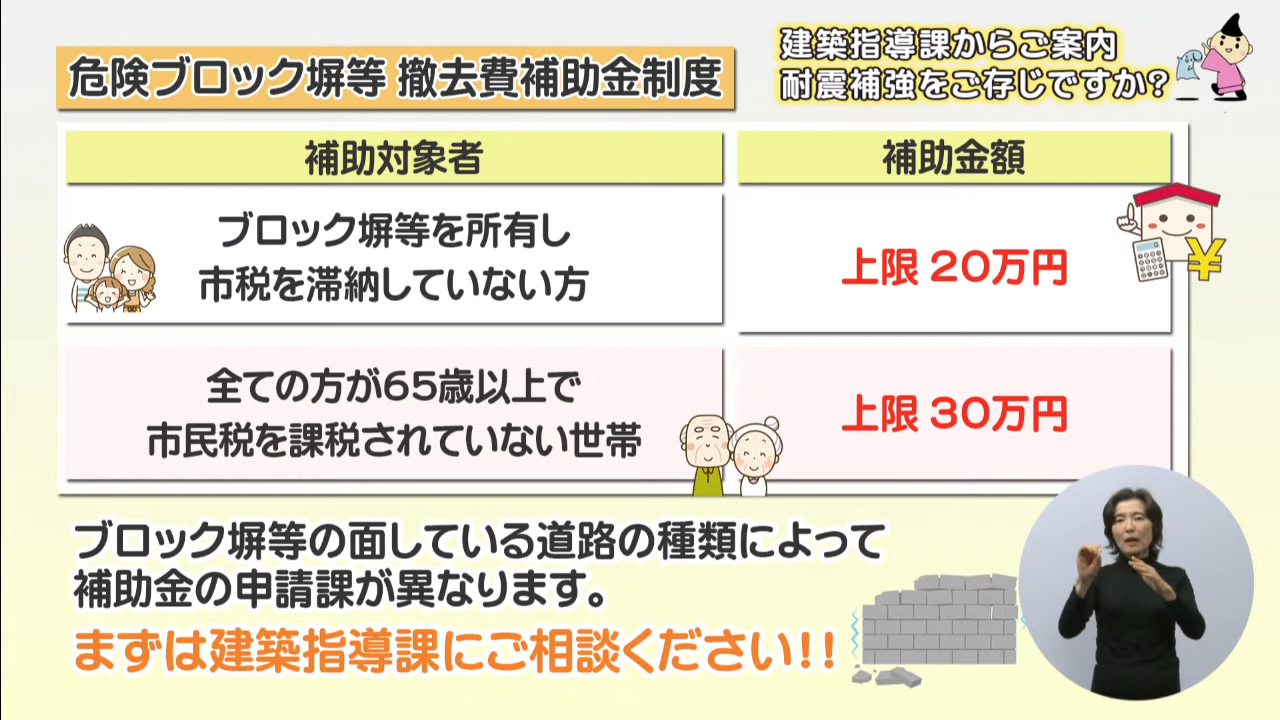 危険ブロック塀等 撤去費補助金制度
建築指導課からご案内
耐震補強をご存じですか?
補助対象者
補助金額
ブロック塀等を所有し
市税を滞納していない方
上限 20万円
¥
全ての方が65歳以上で
市民税を課税されていない世帯
上限 30万円
ブロック塀等の面している道路の種類によって
補助金の申請課が異なります。
まずは建築指導課にご相談ください!!